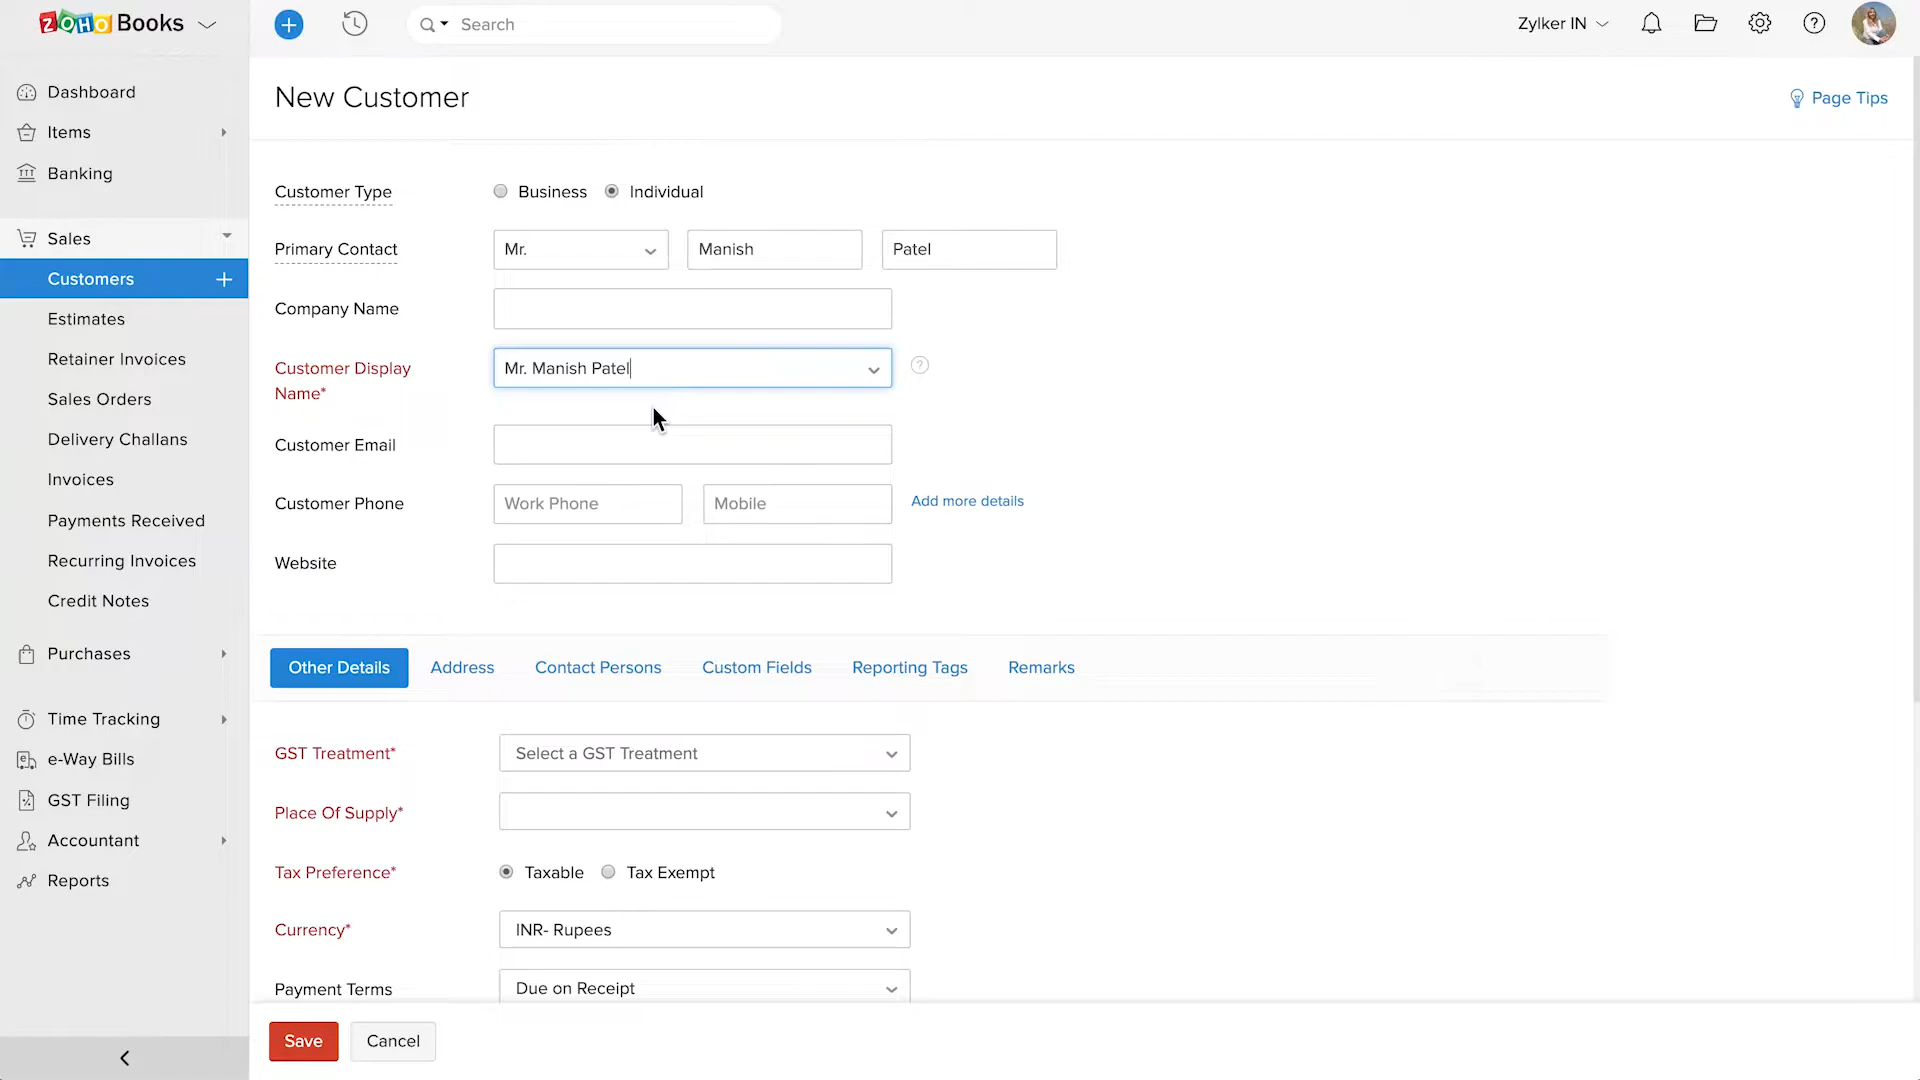 ZOHO Books
Search
Zylker IN
Dashboard
Items
Banking
Sales
Customers
Estimates
Retainer Invoices
Sales Orders
Delivery Challans
Invoices
Payments Received
Recurring Invoices
Credit Notes
Purchases
Time Tracking
e-Way Bills
GST Filing
Accountant
Reports
New Customer
Page Tips
Customer Type Business Individual
Primary Contact Mr. Manish Patel
Company Name
Customer Display Name* Mr. Manish Patel
Customer Email
Customer Phone Work Phone Mobile Add more details
Website
Other Details Address Contact Persons Custom Fields Reporting Tags Remarks
GST Treatment* Select a GST Treatment
Place Of Supply*
Tax Preference* Taxable Tax Exempt
Currency* INR- Rupees
Payment Terms Due on Receipt
Save Cancel